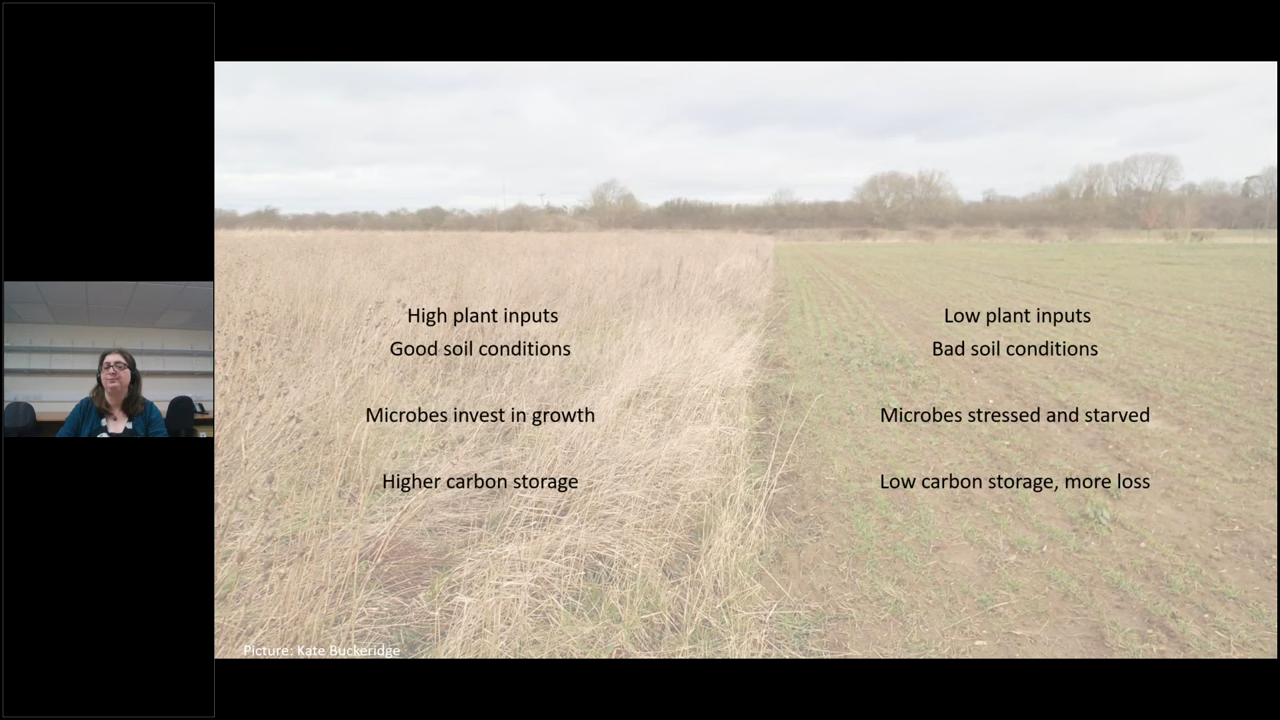 High plant inputs
Good soil conditions
Microbes invest in growth
Higher carbon storage
Low plant inputs
Bad soil conditions
Microbes stressed and starved
Low carbon storage, more loss
Picture: Kate Buckeridge